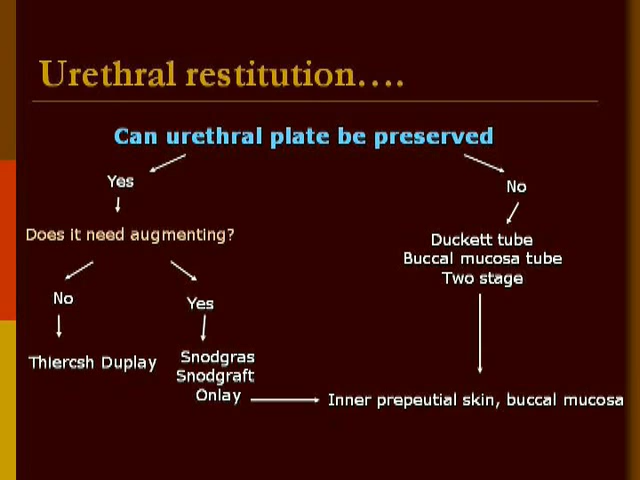 Urethral restitution....
Can urethral plate be preserved
Yes
No
Does it need augmenting?
Duckett tube
Buccal mucosa tube
Two stage
No
Yes
Thiercsh Duplay
Snodgras
Snodgraft
Onlay
Inner prepeutial skin, buccal mucosa